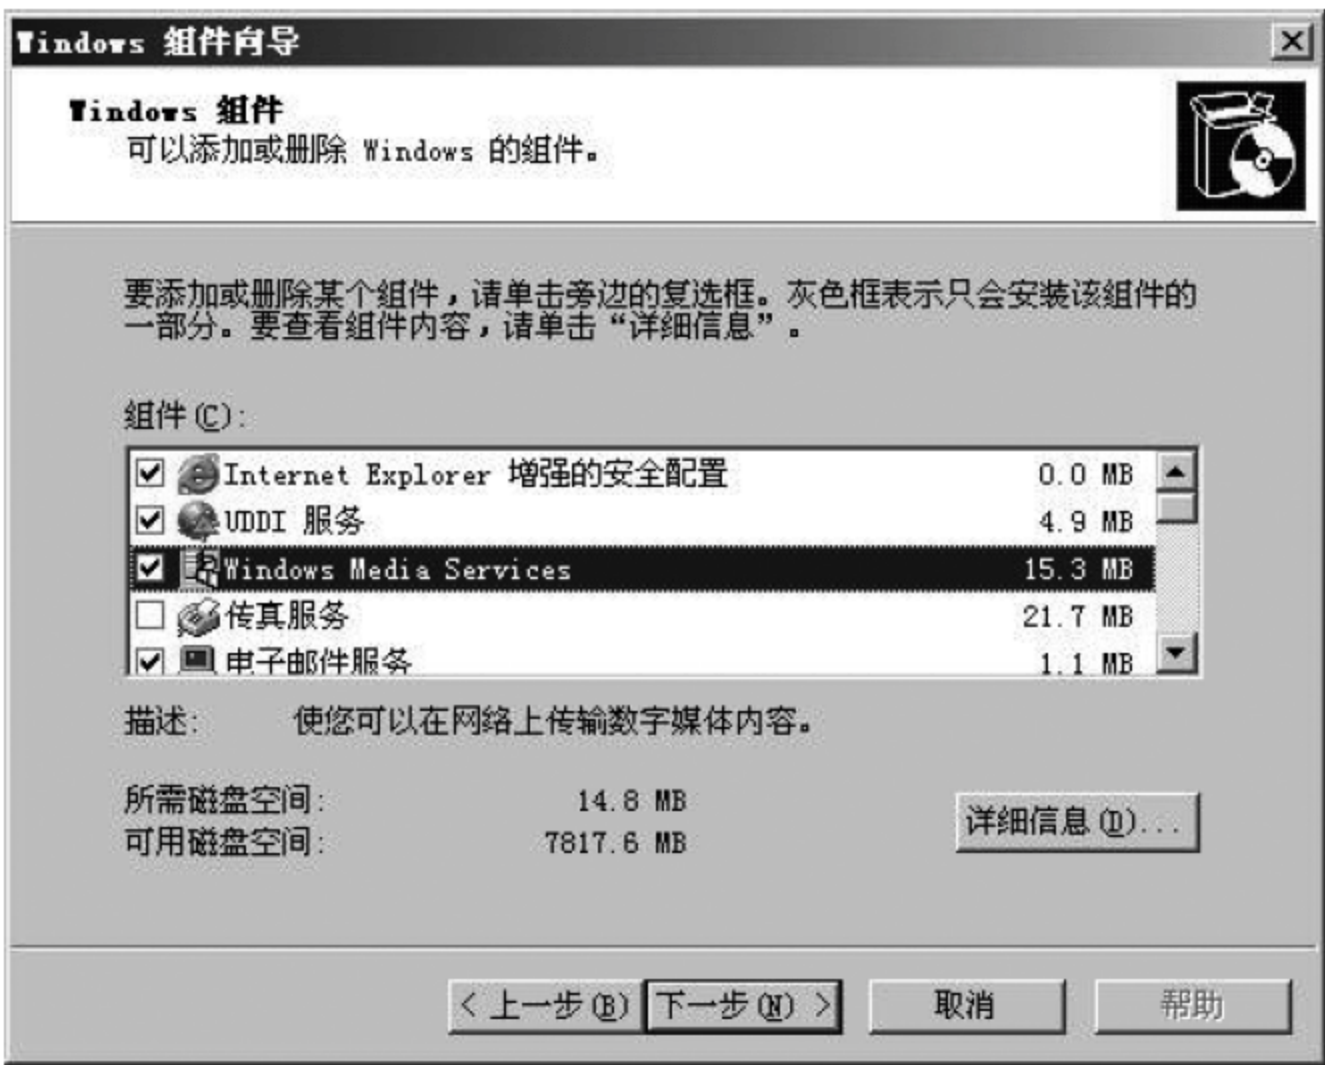 Windows 组件向导
Windows 组件
可以添加或删除 Windows 的组件。
要添加或删除某个组件，请单击旁边的复选框。灰色框表示只会安装该组件的
一部分。要查看组件内容，请单击“详细信息”。
组件(C):
Internet Explorer 增强的安全配置 0.0 MB
UDDI 服务 4.9 MB
Windows Media Services 15.3 MB
传真服务 21.7 MB
电子邮件服务 1.1 MB
描述: 使您可以在网络上传输数字媒体内容。
所需磁盘空间: 14.8 MB
可用磁盘空间: 7817.6 MB
详细信息(D)...
< 上一步(B) 下一步(N) > 取消 帮助